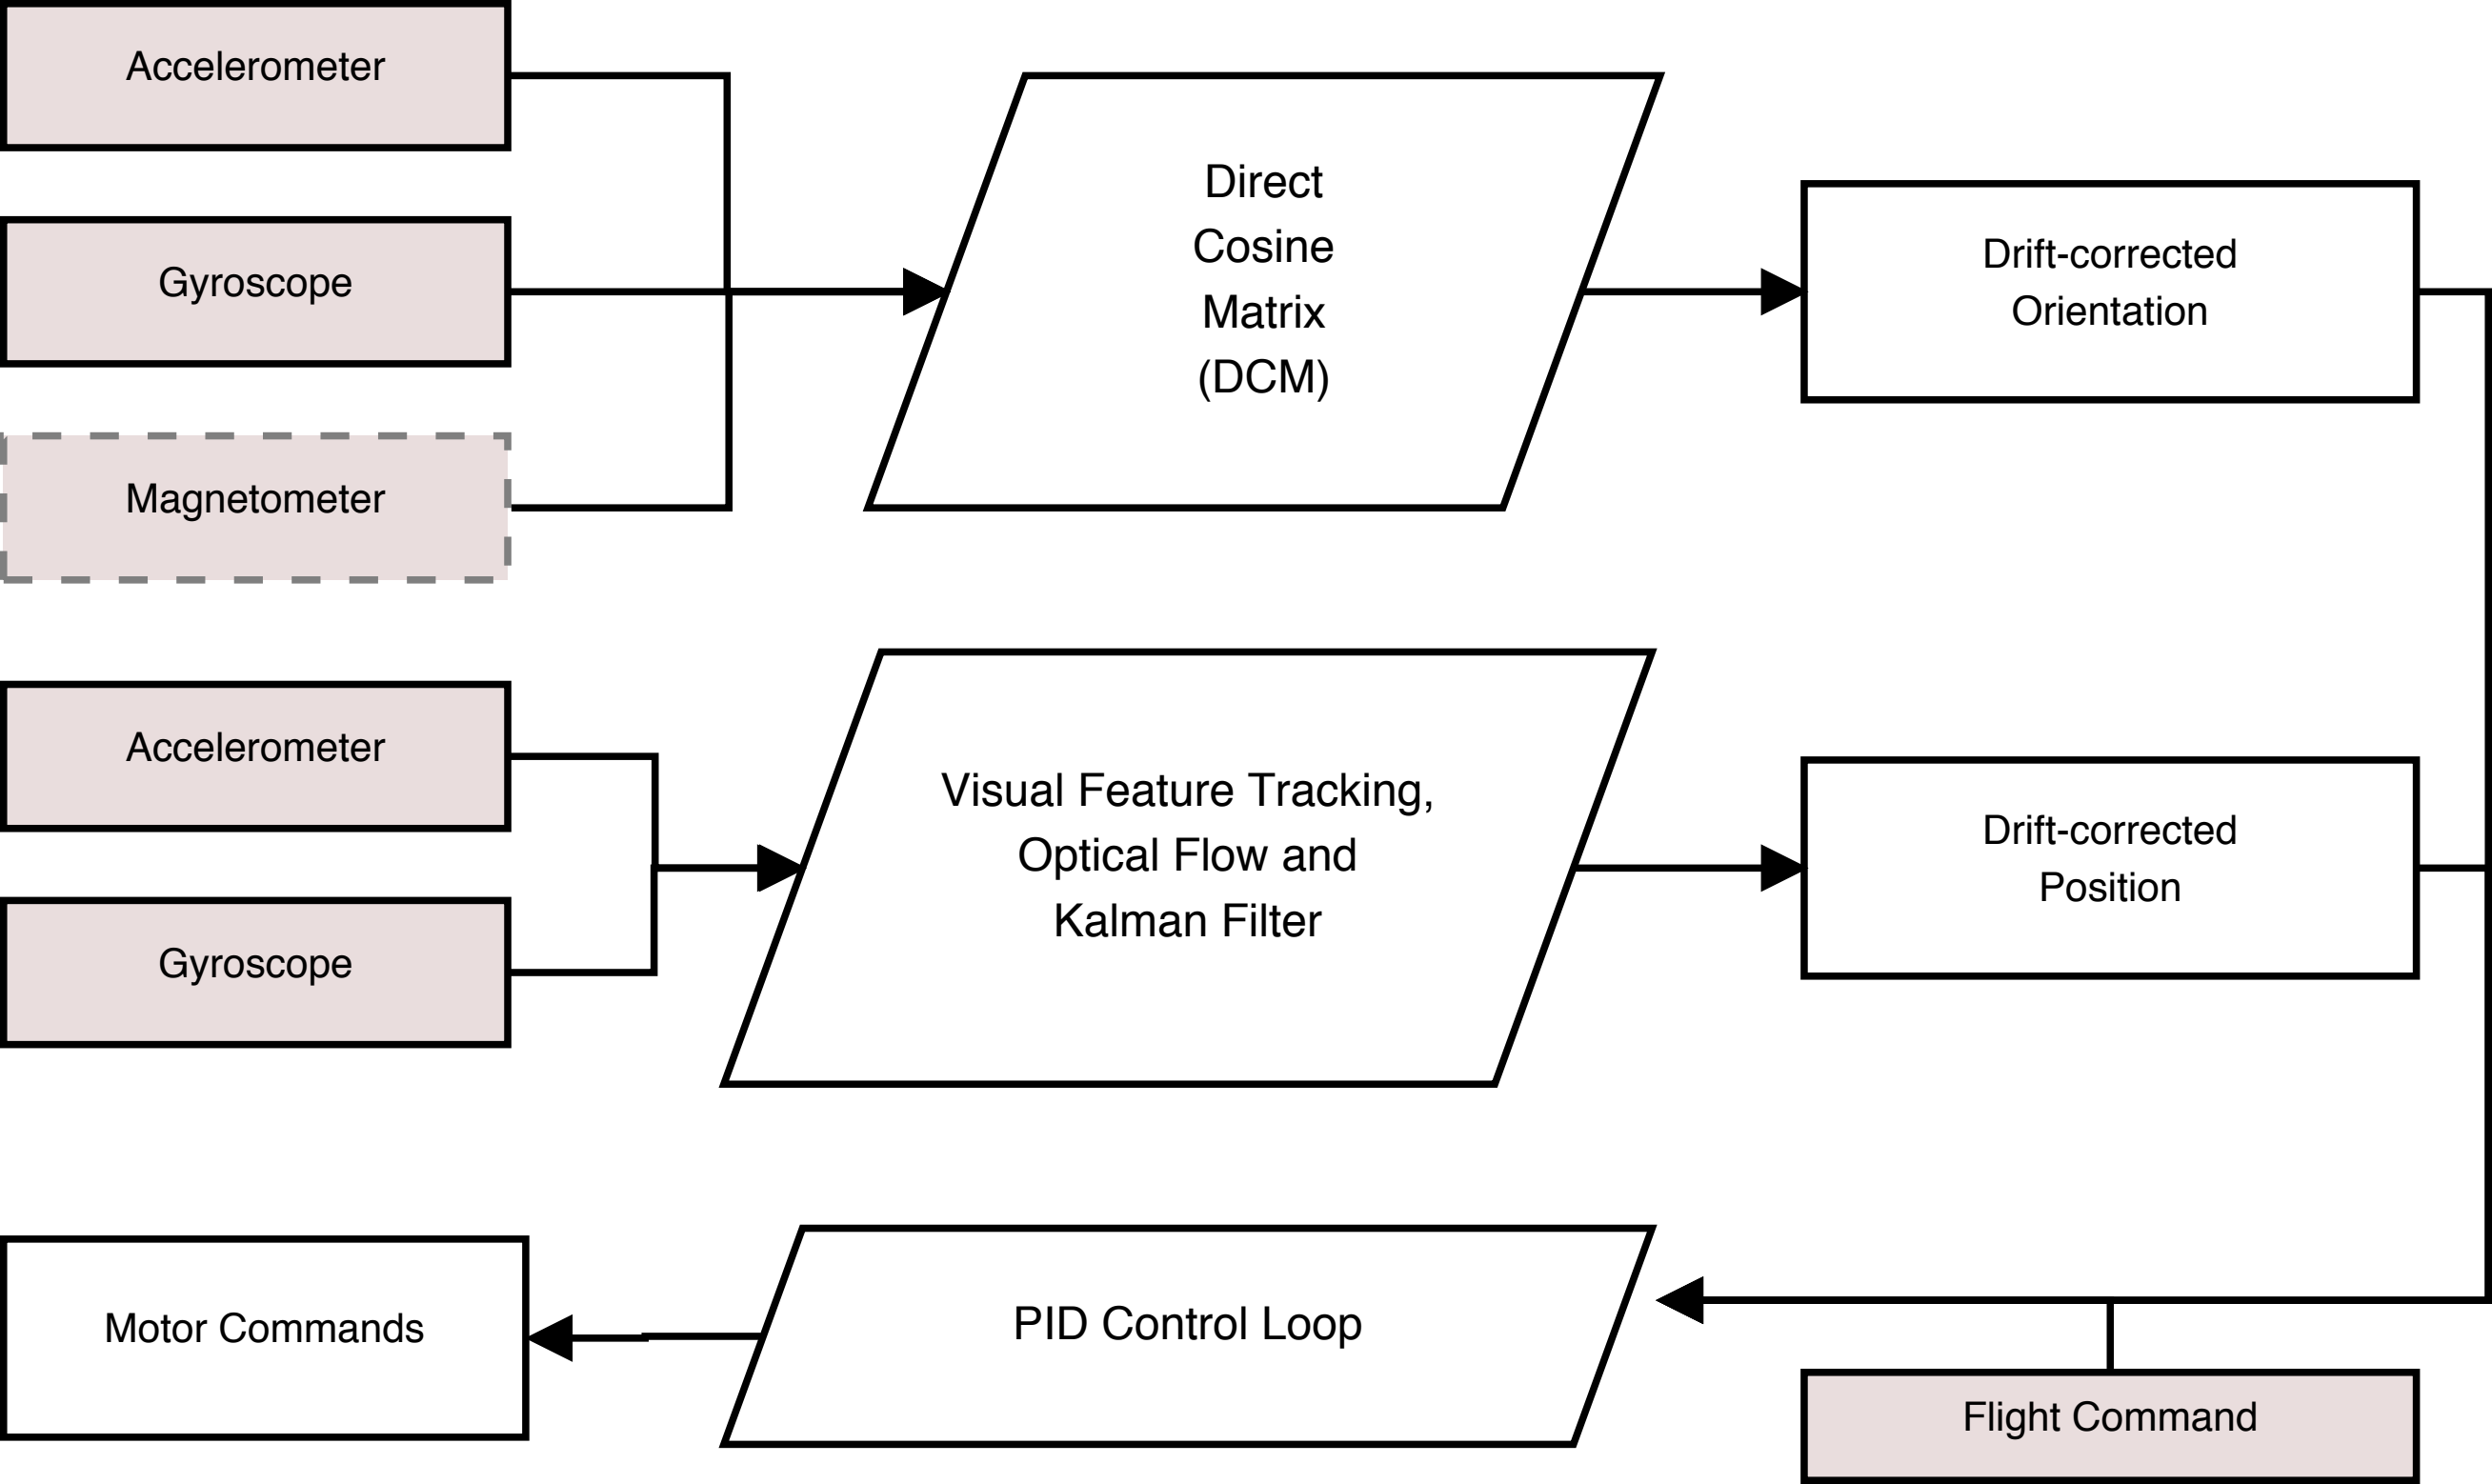 Accelerometer
Gyroscope
Magnetometer
Direct
Cosine
Matrix
(DCM)
Drift-corrected
Orientation
Accelerometer
Gyroscope
Visual Feature Tracking,
Optical Flow and
Kalman Filter
Drift-corrected
Position
Motor Commands
PID Control Loop
Flight Command